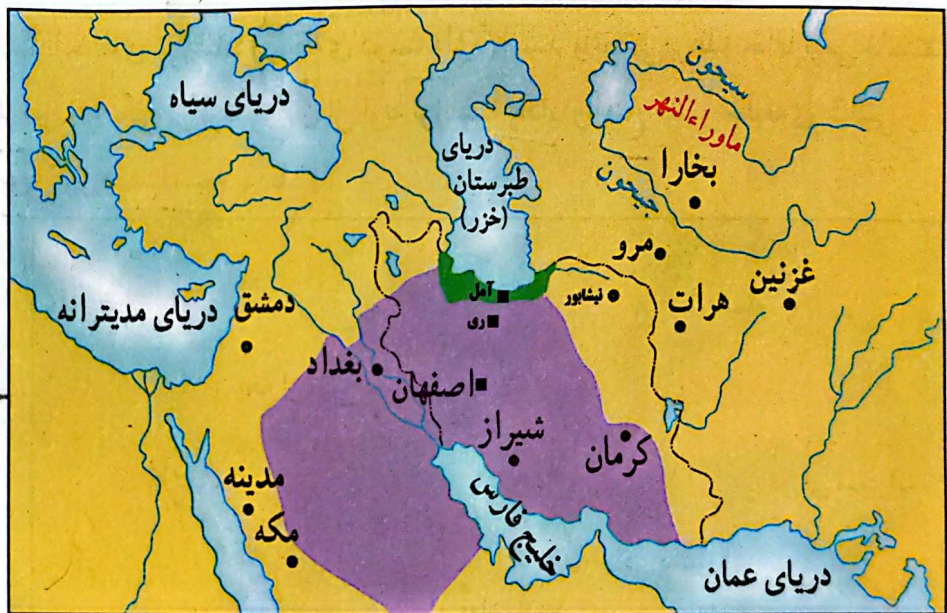 دریای سیاه
دریای
طبرستان
(خزر)
سیحون
ماوراءالنهر
بخارا
جیحون
مرو
غزنین
نیشابور
هرات
آمل
ری
دریای مدیترانه
دمشق
بغداد
اصفهان
شیراز
کرمان
مدینه
مکه
خلیج فارس
دریای عمان